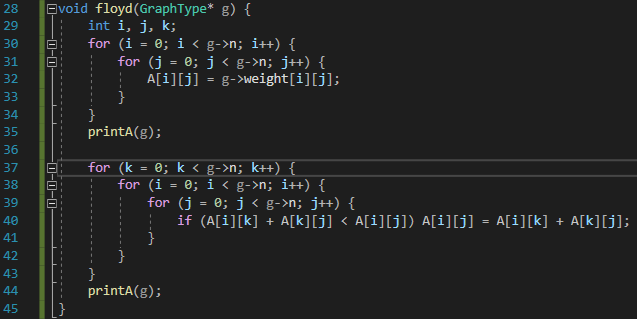 28 void floyd(GraphType* g) {
29 int i, j, k;
30 for (i = 0; i < g->n; i++) {
31 for (j = 0; j < g->n; j++) {
32 A[i][j] = g->weight[i][j];
33 }
34 }
35 printA(g);
36
37 for (k = 0; k < g->n; k++) {
38 for (i = 0; i < g->n; i++) {
39 for (j = 0; j < g->n; j++) {
40 if (A[i][k] + A[k][j] < A[i][j]) A[i][j] = A[i][k] + A[k][j];
41 }
42 }
43 }
44 printA(g);
45 }